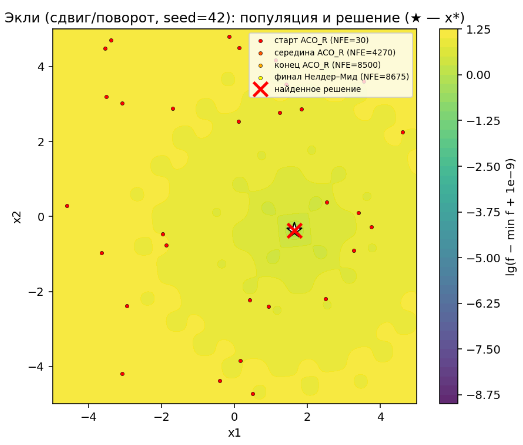 Экли (сдвиг/поворот, seed=42): популяция и решение (★ — x*)
старт ACO_R (NFE=30)
середина ACO_R (NFE=4270)
конец ACO_R (NFE=8500)
финал Нелдер–Мид (NFE=8675)
найденное решение
4
2
0
−2
−4
x2
−4
−2
0
2
4
x1
1.25
0.00
−1.25
−2.50
−3.75
−5.00
−6.25
−7.50
−8.75
lg(f − min f + 1e−9)